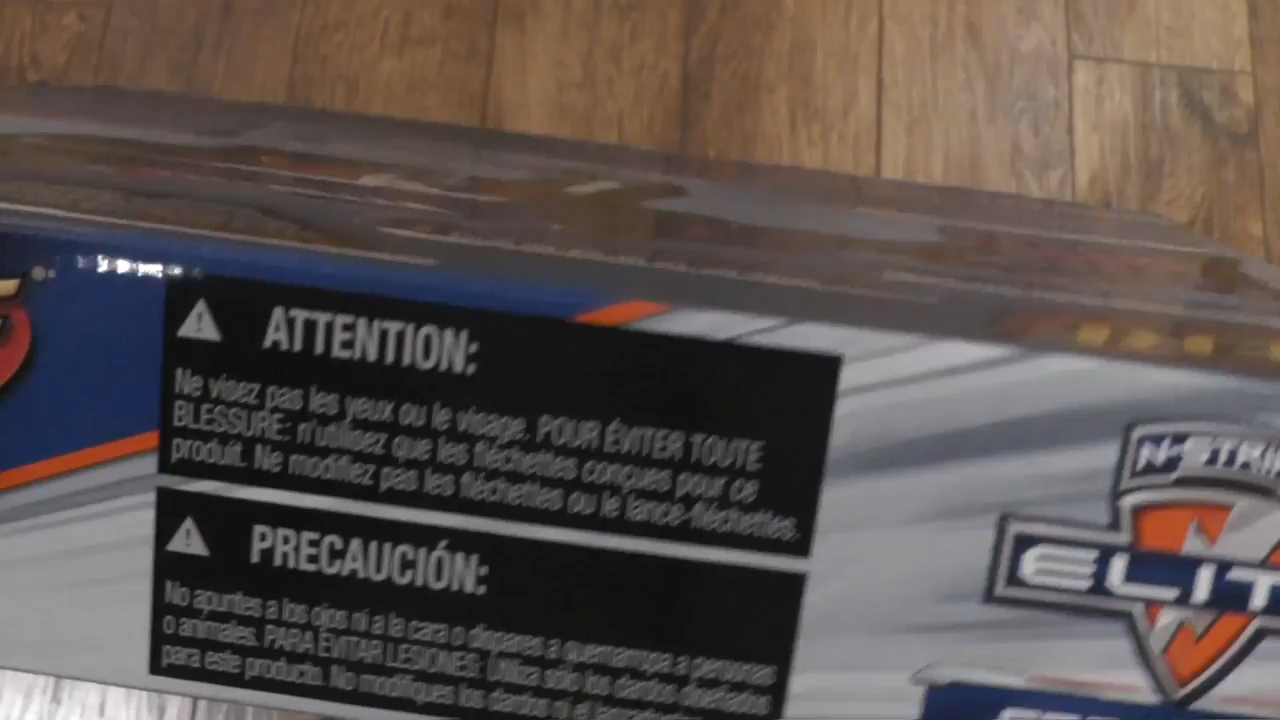 ATTENTION:
Ne visez pas les yeux ou le visage. POUR ÉVITER TOUTE
BLESSURE: n'utilisez que les fléchettes conçues pour ce
produit. Ne modifiez pas les fléchettes ou le lance-fléchettes.
PRECAUCIÓN:
No apuntes a los ojos ni a la cara o dispares a quemarropa a personas
o animales. PARA EVITAR LESIONES: Utiliza sólo los dardos diseñados
para este producto. No modifiques los dardos ni el
N-STRI
ELIT